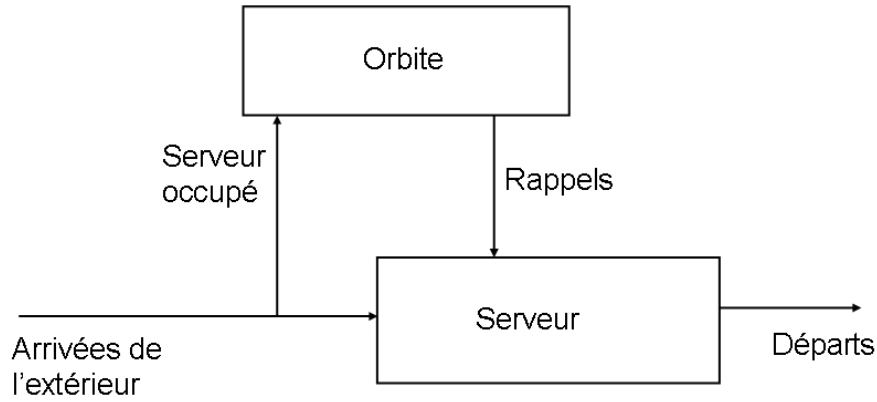 Orbite
Serveur
occupé
Rappels
Serveur
Arrivées de
l'extérieur
Départs